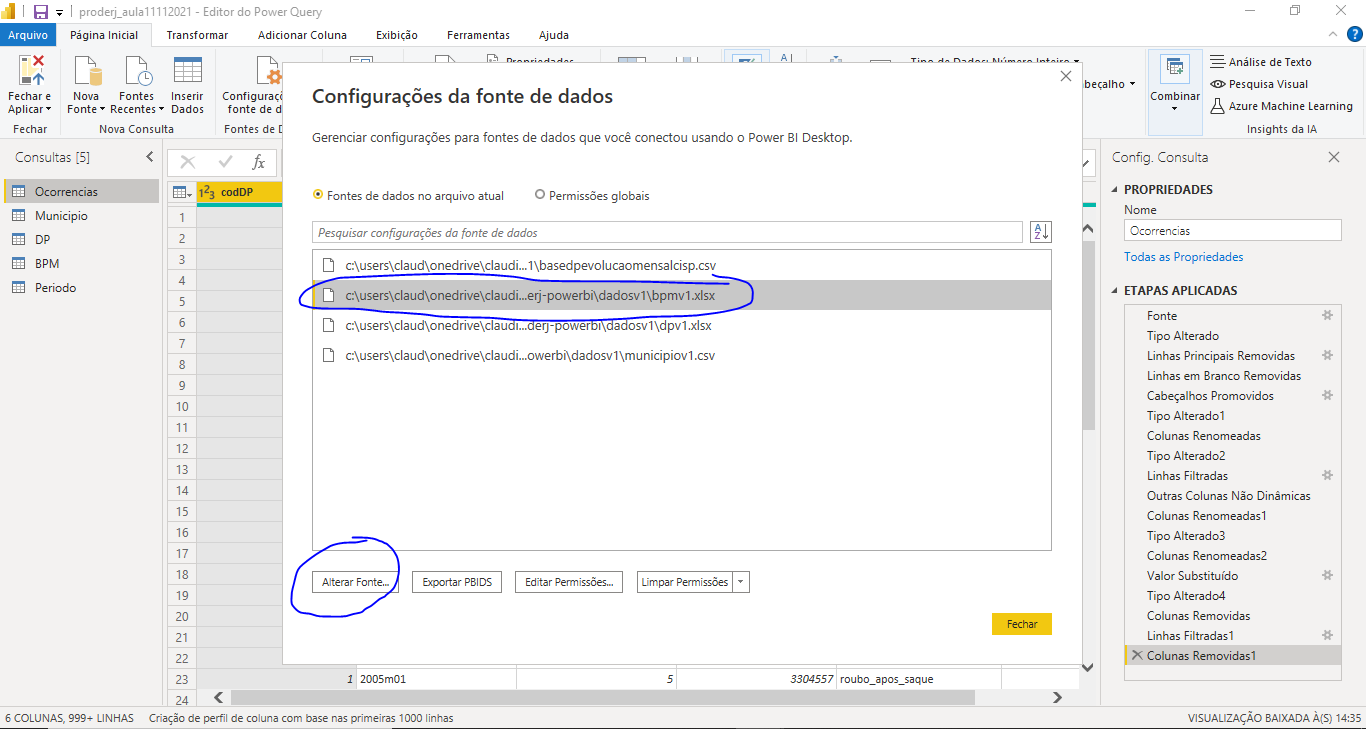 proderj_aula11112021 - Editor do Power Query
Arquivo Página Inicial Transformar Adicionar Coluna Exibição Ferramentas Ajuda
Fechar e Aplicar
Fechar
Nova Fonte
Fontes Recentes
Inserir Dados
Nova Consulta
Configuraçõ
fonte de d
Fontes de D
Propriedades
Tipo de Dados: Número Inteiro
beçalho
Combinar
Análise de Texto
Pesquisa Visual
Azure Machine Learning
Insights da IA
Consultas [5]
Ocorrencias
Municipio
DP
BPM
Periodo
fx
1²3 codDP
1
2
3
4
5
6
7
8
9
10
11
12
13
14
15
16
17
18
19
20
21
22
23 1 2005m01 5 3304557 roubo_apos_saque
24
Configurações da fonte de dados
Gerenciar configurações para fontes de dados que você conectou usando o Power BI Desktop.
Fontes de dados no arquivo atual Permissões globais
Pesquisar configurações da fonte de dados
AZ
c:\users\claud\onedrive\claudi...1\basedpevolucaomensalcisp.csv
c:\users\claud\onedrive\claudi...erj-powerbi\dadosv1\bpmv1.xlsx
c:\users\claud\onedrive\claudi...derj-powerbi\dadosv1\dpv1.xlsx
c:\users\claud\onedrive\claudi...owerbi\dadosv1\municipiov1.csv
Alterar Fonte... Exportar PBIDS Editar Permissões... Limpar Permissões
Fechar
Config. Consulta
PROPRIEDADES
Nome
Ocorrencias
Todas as Propriedades
ETAPAS APLICADAS
Fonte
Tipo Alterado
Linhas Principais Removidas
Linhas em Branco Removidas
Cabeçalhos Promovidos
Tipo Alterado1
Colunas Renomeadas
Tipo Alterado2
Linhas Filtradas
Outras Colunas Não Dinâmicas
Colunas Renomeadas1
Tipo Alterado3
Colunas Renomeadas2
Valor Substituído
Tipo Alterado4
Colunas Removidas
Linhas Filtradas1
Colunas Removidas1
6 COLUNAS, 999+ LINHAS Criação de perfil de coluna com base nas primeiras 1000 linhas VISUALIZAÇÃO BAIXADA À(S) 14:35